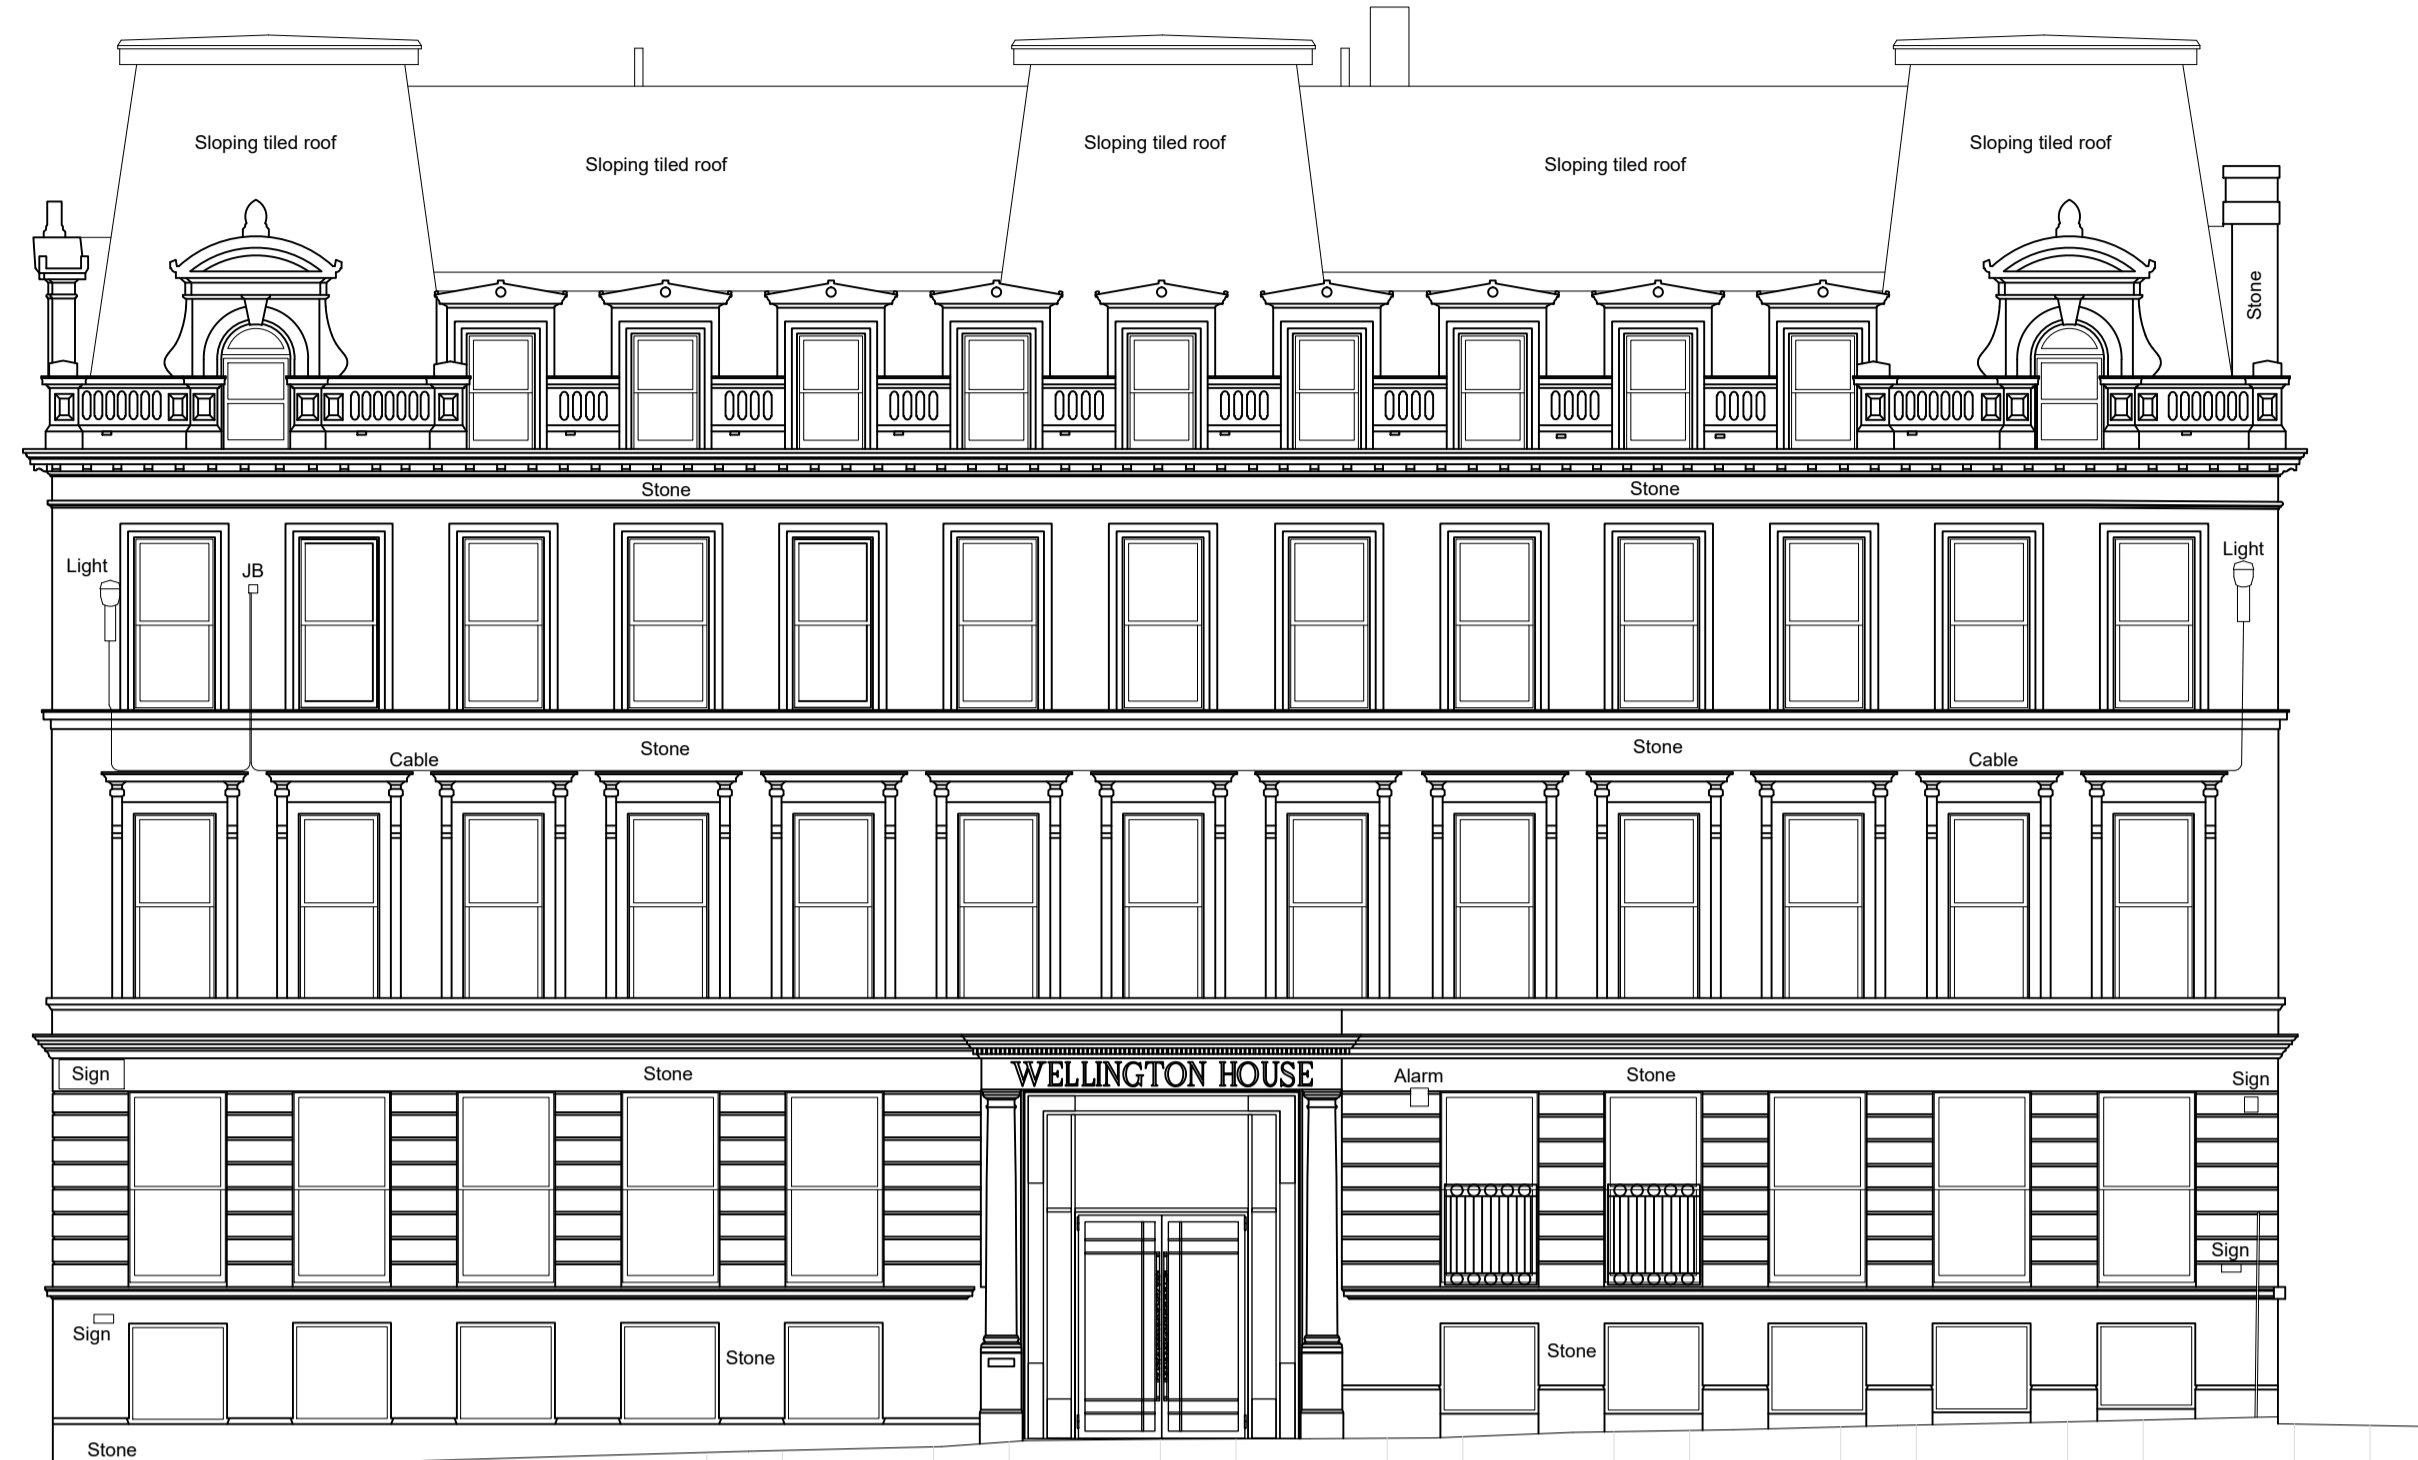 Sloping tiled roof
Sloping tiled roof
Sloping tiled roof
Sloping tiled roof
Sloping tiled roof
Stone
Stone
Stone
Light
JB
Light
Cable
Stone
Stone
Cable
Sign
Stone
WELLINGTON HOUSE
Alarm
Stone
Sign
Sign
Sign
Stone
Stone
Stone